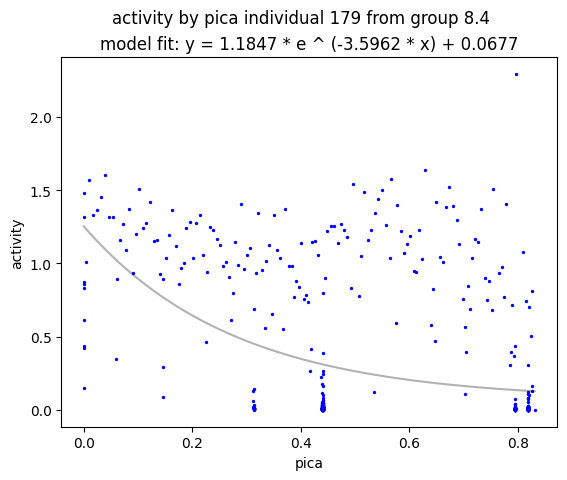 activity by pica individual 179 from group 8.4
model fit: y = 1.1847 * e ^ (-3.5962 * x) + 0.0677
2.0
1.5
1.0
0.5
0.0
activity
0.0 0.2 0.4 0.6 0.8
pica